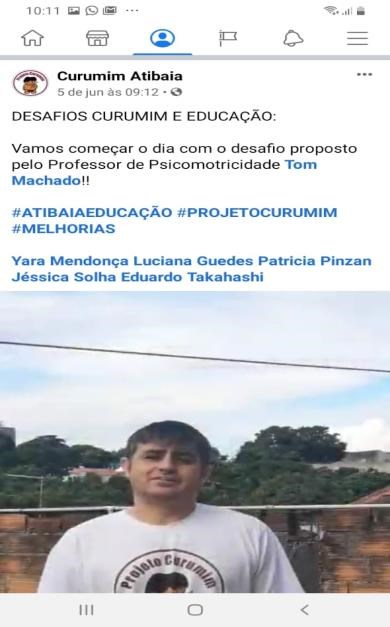 10:11
Curumim Atibaia
5 de jun às 09:12 •
DESAFIOS CURUMIM E EDUCAÇÃO:
Vamos começar o dia com o desafio proposto
pelo Professor de Psicomotricidade Tom
Machado!!
#ATIBAIAEDUCAÇÃO #PROJETOCURUMIM
#MELHORIAS
Yara Mendonça Luciana Guedes Patricia Pinzan
Jéssica Solha Eduardo Takahashi
Projeto Curumim